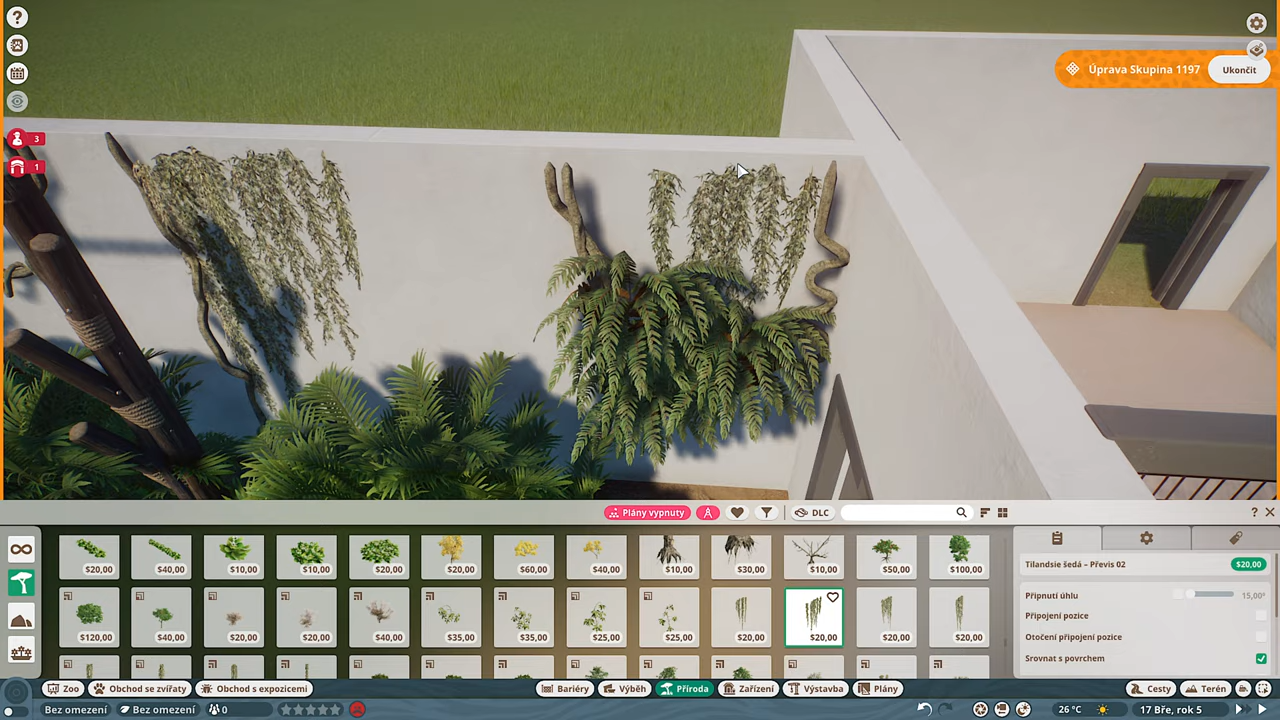 ?
3
1
Úprava Skupina 1197
Ukončit
Plány vypnuty
DLC
? ×
$20,00 $40,00 $10,00 $10,00 $20,00 $20,00 $60,00 $40,00 $10,00 $30,00 $10,00 $50,00 $100,00
$120,00 $40,00 $20,00 $20,00 $40,00 $35,00 $35,00 $25,00 $25,00 $20,00 $20,00 $20,00 $20,00
Tilandsie šedá – Převis 02 $20,00
Připnutí úhlu 15,00°
Připojení pozice
Otočení připojení pozice
Srovnat s povrchem
Zoo Obchod se zvířaty Obchod s expozicemi Bariéry Výběh Příroda Zařízení Výstavba Plány Cesty Terén
Bez omezení Bez omezení 0 26 °C 17 Bře, rok 5